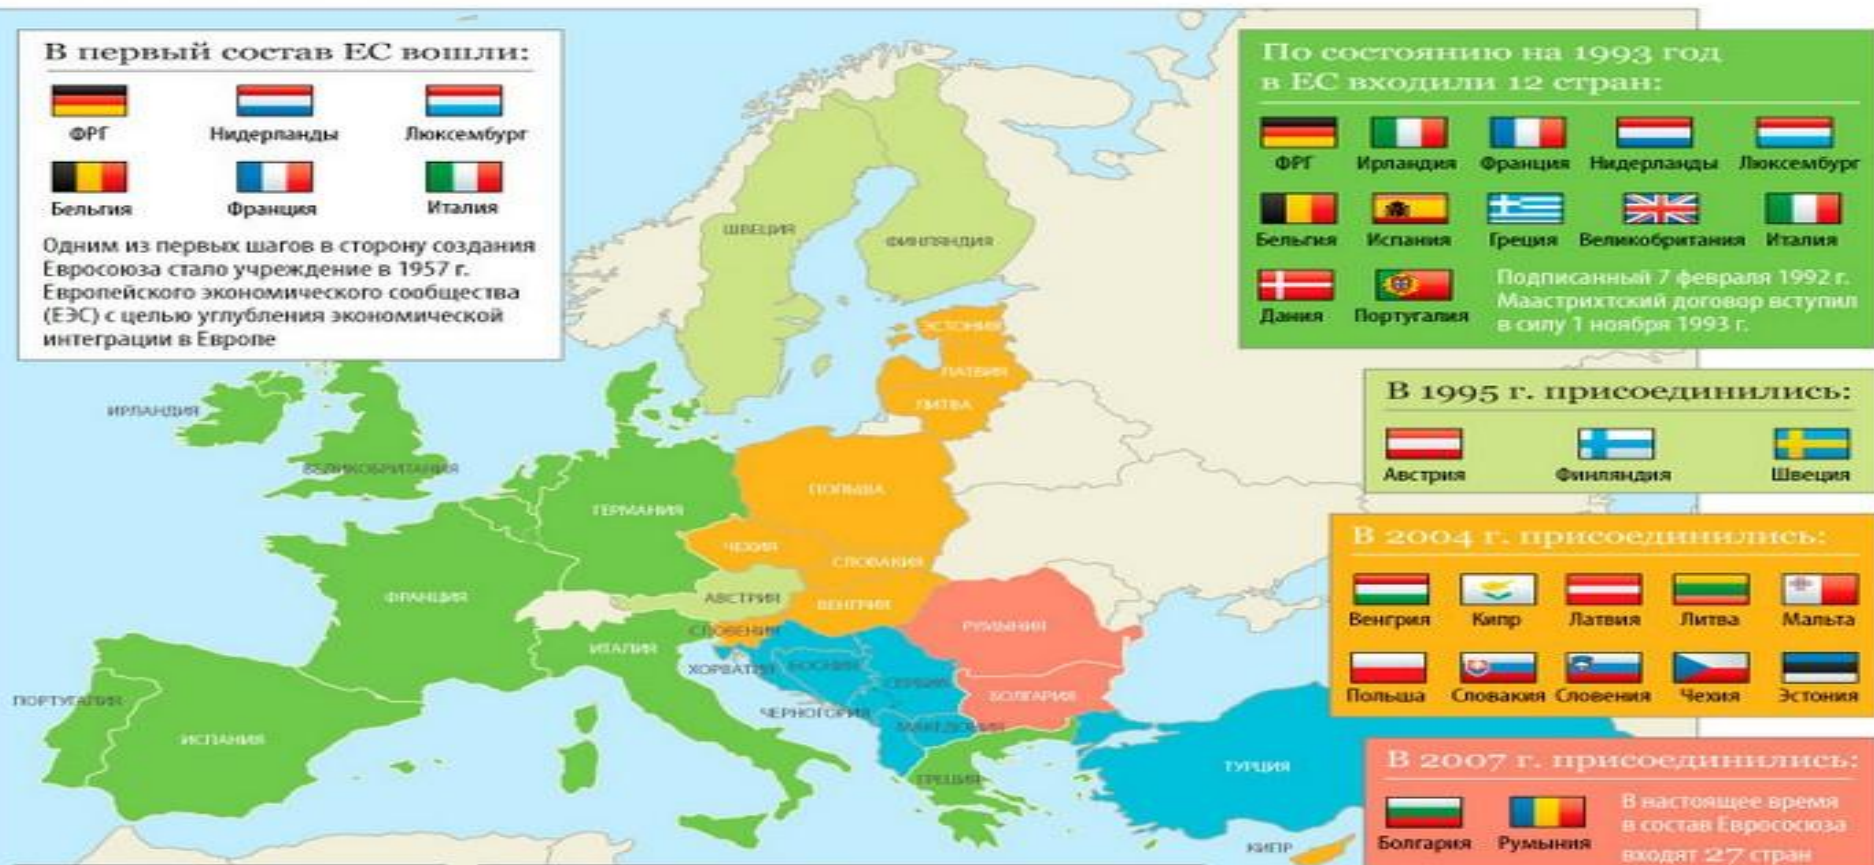 В первый состав ЕС вошли:
ФРГ Нидерланды Люксембург
Бельгия Франция Италия
Одним из первых шагов в сторону создания
Евросоюза стало учреждение в 1957 г.
Европейского экономического сообщества
(ЕЭС) с целью углубления экономической
интеграции в Европе
По состоянию на 1993 год
в ЕС входили 12 стран:
ФРГ Ирландия Франция Нидерланды Люксембург
Бельгия Испания Греция Великобритания Италия
Дания Португалия
Подписанный 7 февраля 1992 г.
Маастрихтский договор вступил
в силу 1 ноября 1993 г.
В 1995 г. присоединились:
Австрия Финляндия Швеция
В 2004 г. присоединились:
Венгрия Кипр Латвия Литва Мальта
Польша Словакия Словения Чехия Эстония
В 2007 г. присоединились:
Болгария Румыния
В настоящее время
в состав Евросоюза
входят 27 стран
ШВЕЦИЯ
ФИНЛЯНДИЯ
ЭСТОНИЯ
ЛАТВИЯ
ЛИТВА
ИРЛАНДИЯ
ВЕЛИКОБРИТАНИЯ
ПОЛЬША
ГЕРМАНИЯ
ЧЕХИЯ
СЛОВАКИЯ
ФРАНЦИЯ
АВСТРИЯ
ВЕНГРИЯ
РУМЫНИЯ
СЛОВЕНИЯ
ИТАЛИЯ
ХОРВАТИЯ
БОСНИЯ
СЕРБИЯ
БОЛГАРИЯ
ПОРТУГАЛИЯ
ЧЕРНОГОРИЯ
МАКЕДОНИЯ
ИСПАНИЯ
ТУРЦИЯ
ГРЕЦИЯ
КИПР